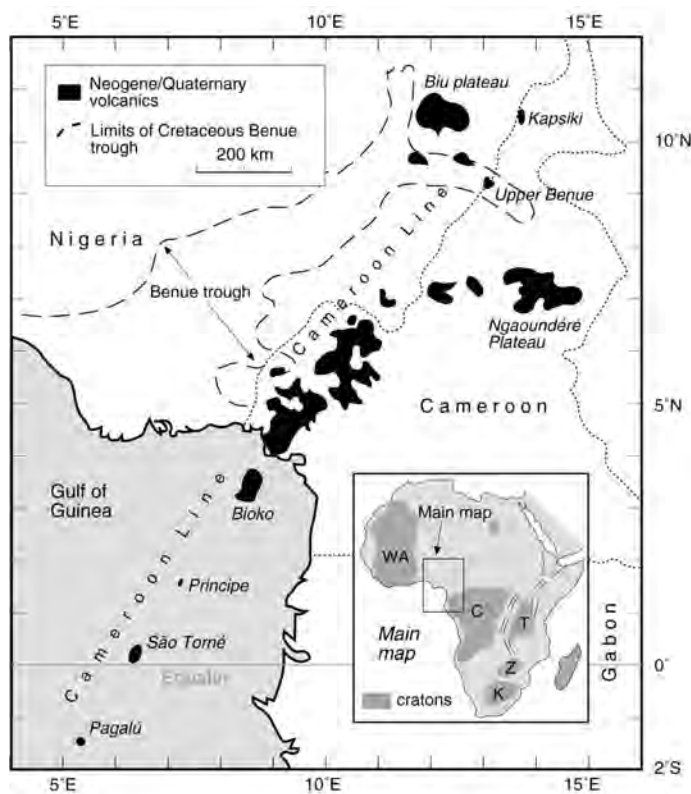 5°E 10°E 15°E
Neogene/Quaternary
volcanics
Limits of Cretaceous Benue
trough
200 km
Biu plateau
Kapsiki
10°N
Upper Benue
Nigeria
Cameroon Line
Benue trough
Ngaoundéré
Plateau
Cameroon
5°N
Gulf of
Guinea
Bioko
Cameroon Line
Principe
São Tomé
Equator
Pagalú
Main map
WA
C
T
Z
K
Main
map
cratons
Gabon
0°
2°S
5°E 10°E 15°E